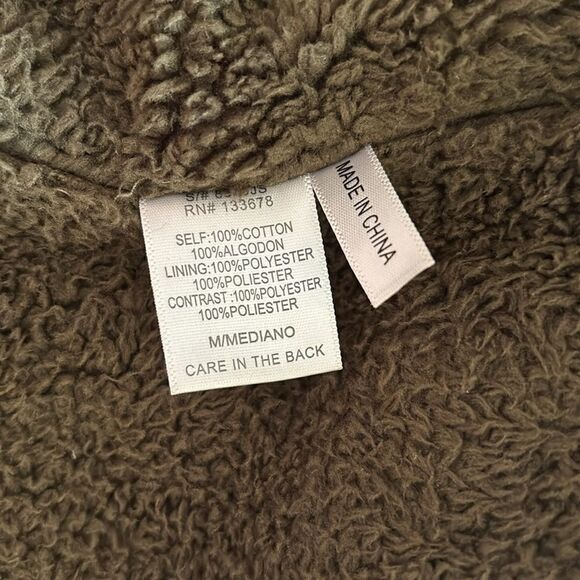 RN# 133678
SELF:100%COTTON
100%ALGODON
LINING:100%POLYESTER
100%POLIESTER
CONTRAST :100%POLYESTER
100%POLIESTER
M/MEDIANO
CARE IN THE BACK
MADE IN CHINA